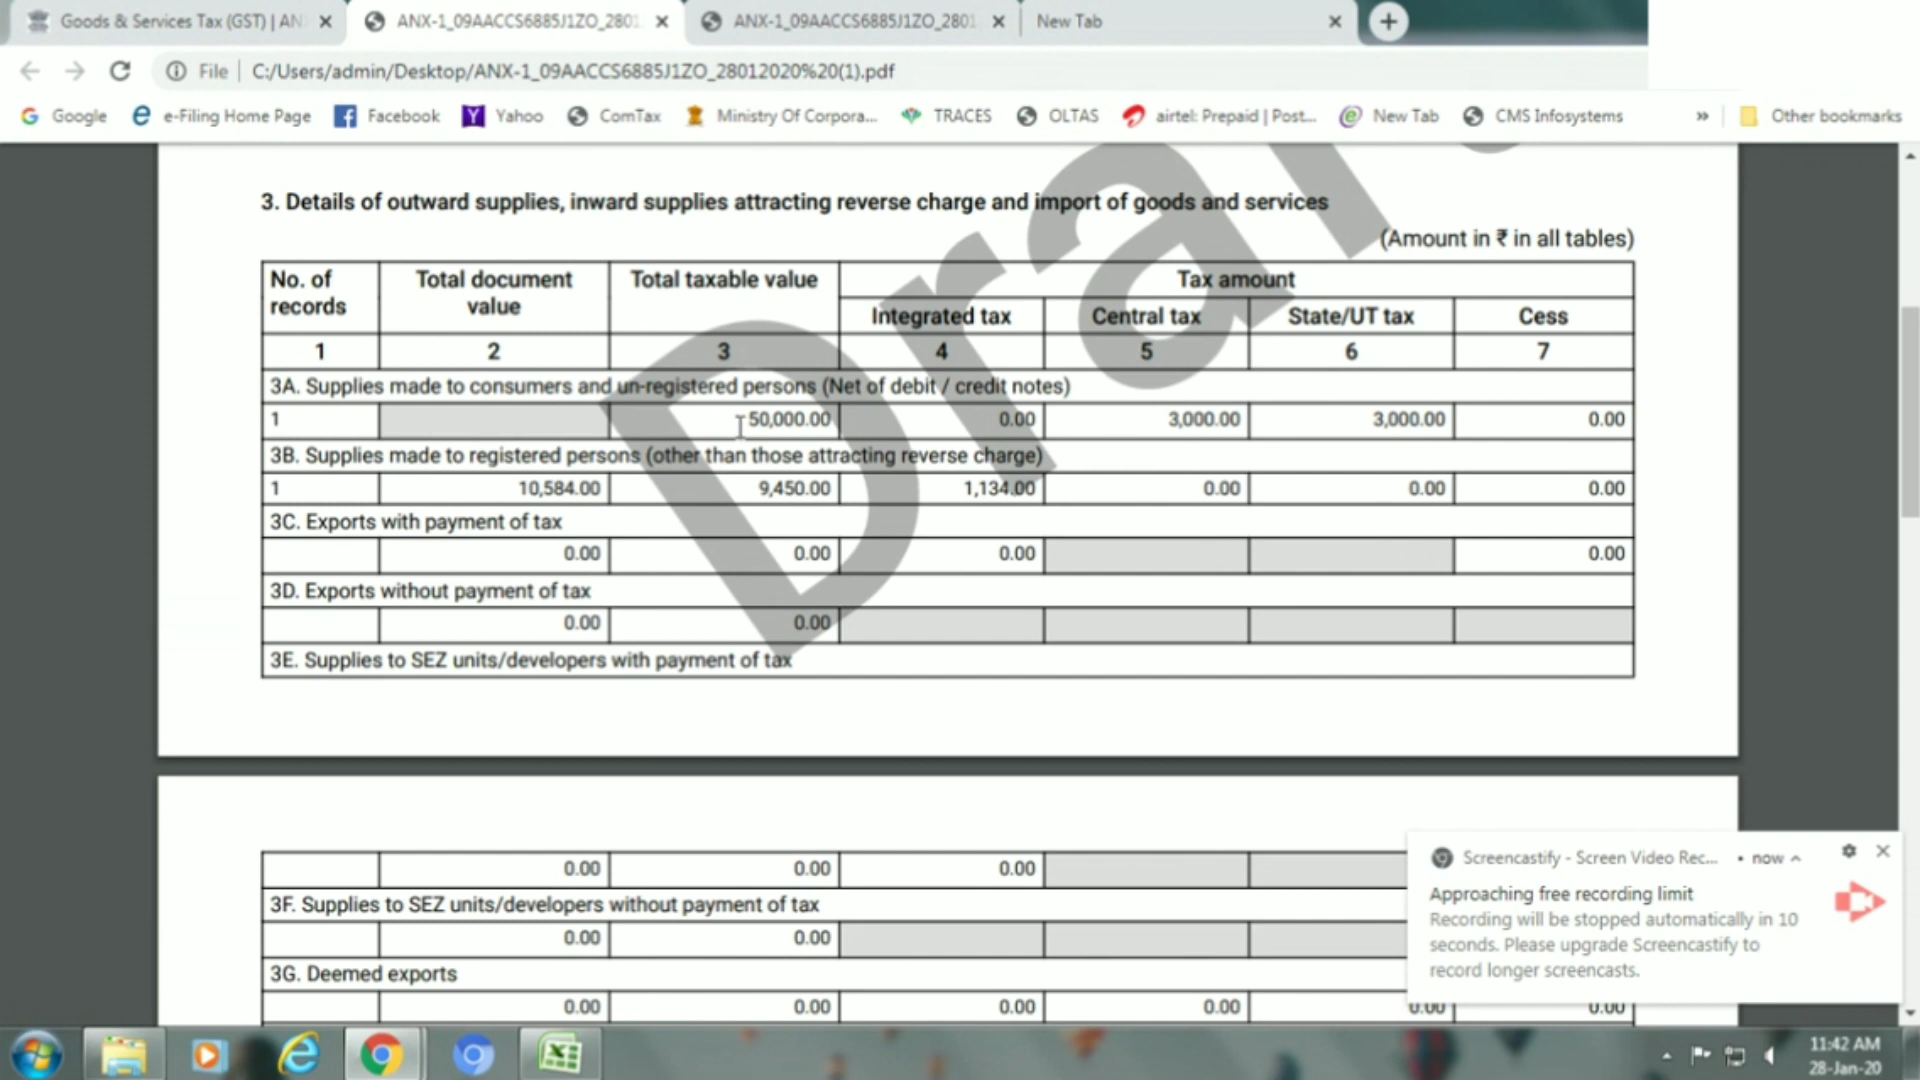 Goods & Services Tax (GST) | AN
ANX-1_09AACCS6885J1ZO_2801
ANX-1_09AACCS6885J1ZO_2801
New Tab
File
C:/Users/admin/Desktop/ANX-1_09AACCS6885J1ZO_28012020%20(1).pdf
Google
e-Filing Home Page
Facebook
Yahoo
ComTax
Ministry Of Corpora...
TRACES
OLTAS
airtel: Prepaid | Post...
New Tab
CMS Infosystems
»
Other bookmarks
3. Details of outward supplies, inward supplies attracting reverse charge and import of goods and services
(Amount in ₹ in all tables)
No. of records
Total document value
Total taxable value
Tax amount
Integrated tax
Central tax
State/UT tax
Cess
1 2 3 4 5 6 7
3A. Supplies made to consumers and un-registered persons (Net of debit / credit notes)
1 50,000.00 0.00 3,000.00 3,000.00 0.00
3B. Supplies made to registered persons (other than those attracting reverse charge)
1 10,584.00 9,450.00 1,134.00 0.00 0.00 0.00
3C. Exports with payment of tax
0.00 0.00 0.00 0.00
3D. Exports without payment of tax
0.00 0.00
3E. Supplies to SEZ units/developers with payment of tax
0.00 0.00 0.00
3F. Supplies to SEZ units/developers without payment of tax
0.00 0.00
3G. Deemed exports
0.00 0.00 0.00 0.00 0.00 0.00
Draf
Screencastify - Screen Video Rec... • now
Approaching free recording limit
Recording will be stopped automatically in 10
seconds. Please upgrade Screencastify to
record longer screencasts.
11:42 AM
28-Jan-20